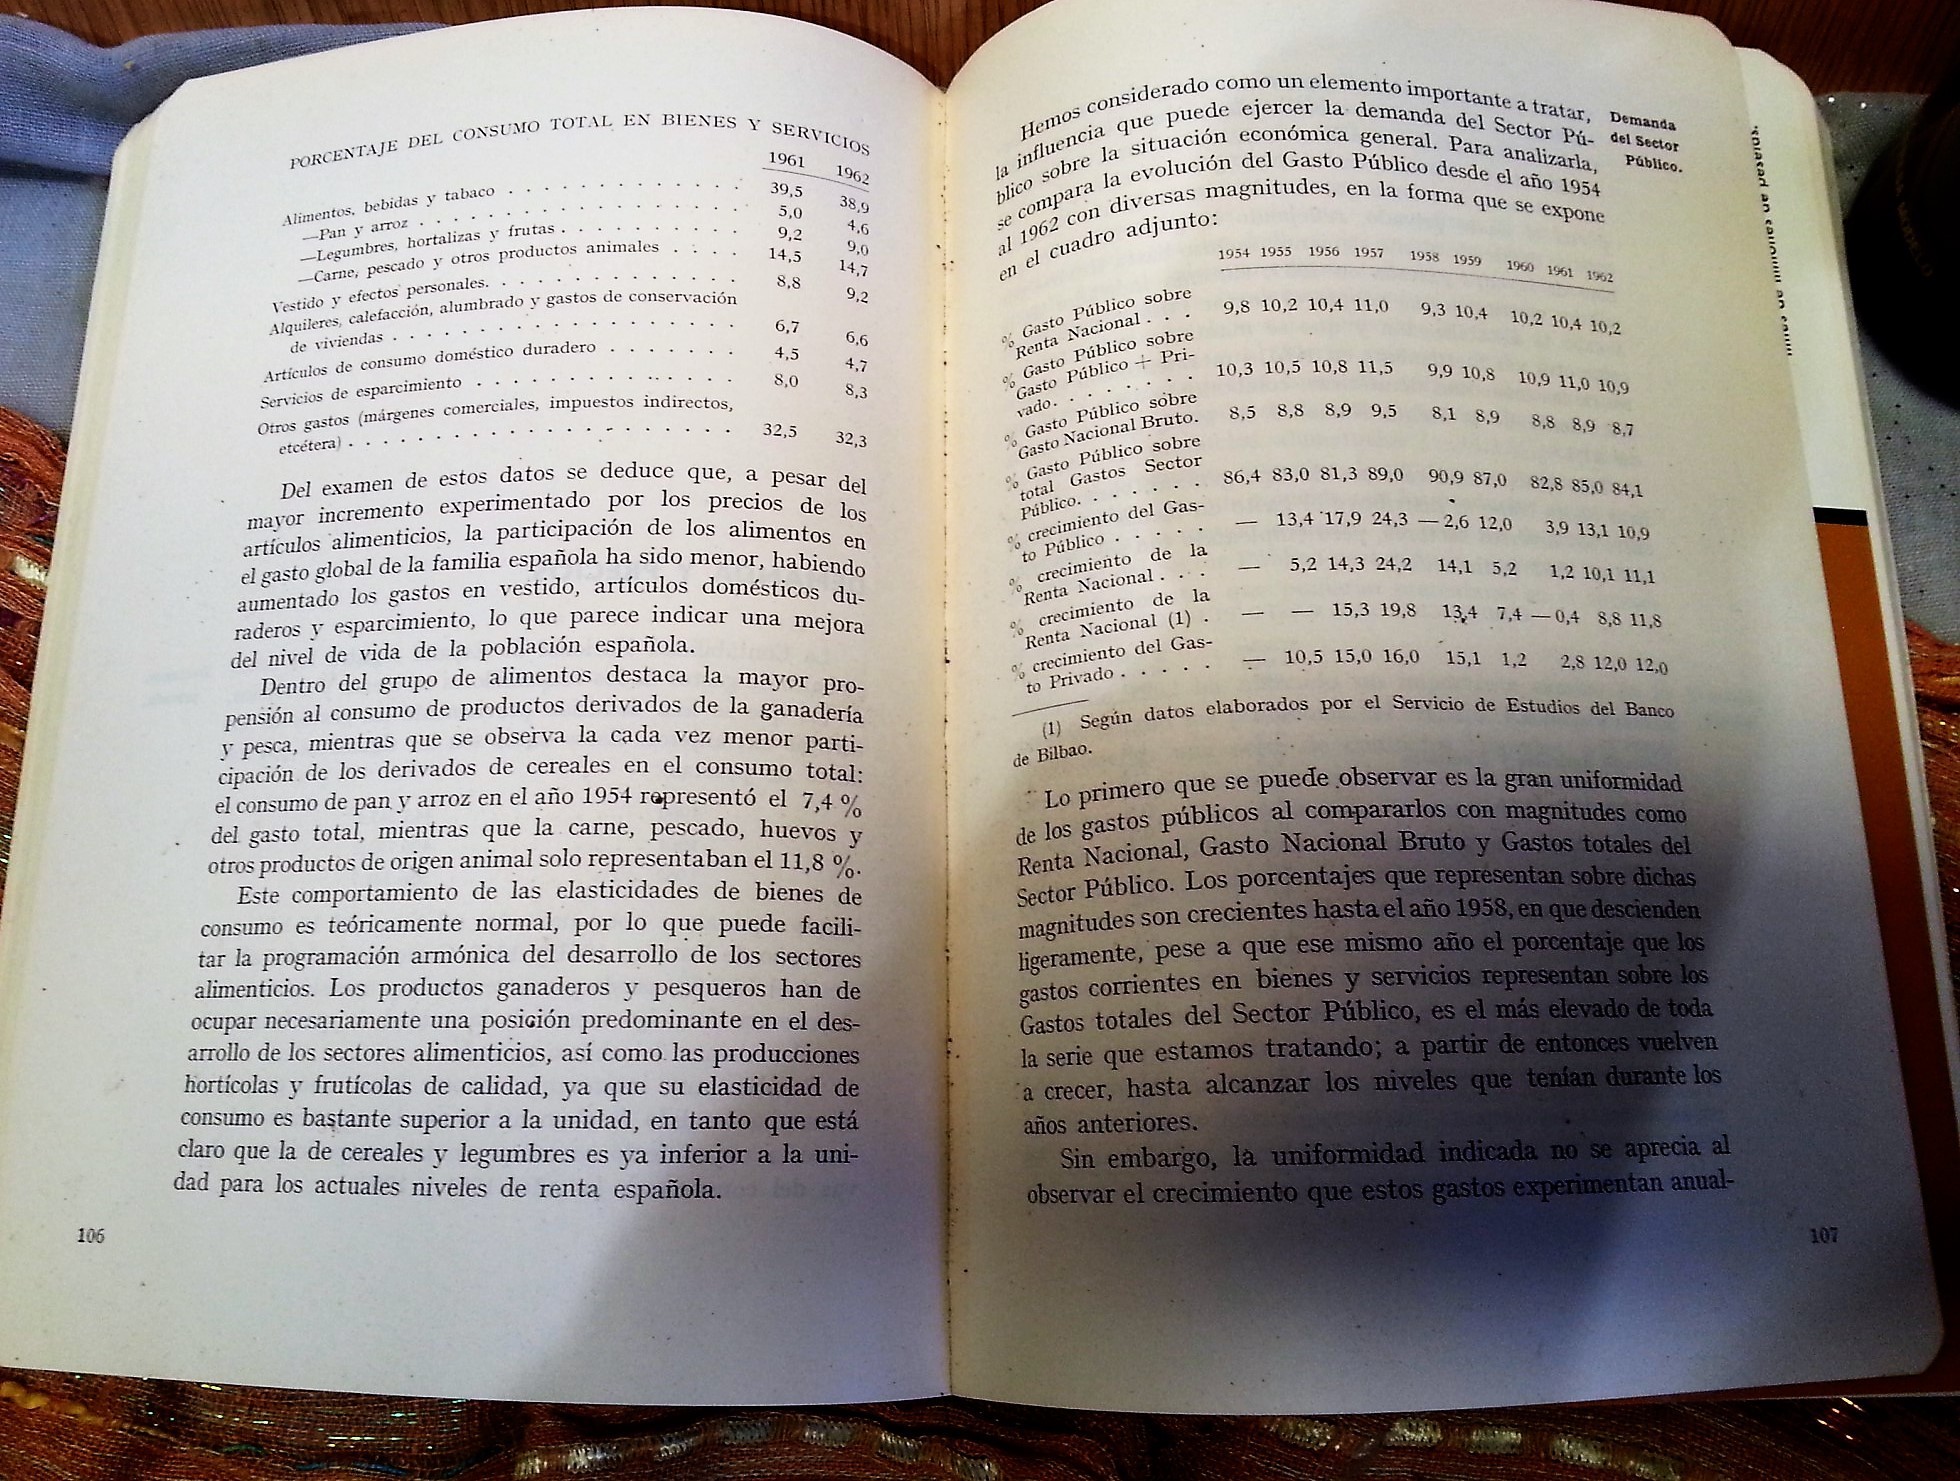 PORCENTAJE DEL CONSUMO TOTAL EN BIENES Y SERVICIOS
1961 1962
Alimentos, bebidas y tabaco . . . . . . . . . . . . 39,5 38,9
—Pan y arroz . . . . . . . . . . . . . . . . 5,0 4,6
—Legumbres, hortalizas y frutas . . . . . . . . . 9,2 9,0
—Carne, pescado y otros productos animales . . . . 14,5 14,7
Vestido y efectos personales. . . . . . . . . . . . . 8,8 9,2
Alquileres, calefacción, alumbrado y gastos de conservación
de viviendas . . . . . . . . . . . . . . . . . 6,7 6,6
Artículos de consumo doméstico duradero . . . . . . . 4,5 4,7
Servicios de esparcimiento . . . . . . . . . . . . . 8,0 8,3
Otros gastos (márgenes comerciales, impuestos indirectos,
etcétera) . . . . . . . . . . . . . . . . . . . 32,5 32,3
Del examen de estos datos se deduce que, a pesar del
mayor incremento experimentado por los precios de los
artículos alimenticios, la participación de los alimentos en
el gasto global de la familia española ha sido menor, habiendo
aumentado los gastos en vestido, artículos domésticos du-
raderos y esparcimiento, lo que parece indicar una mejora
del nivel de vida de la población española.
Dentro del grupo de alimentos destaca la mayor pro-
pensión al consumo de productos derivados de la ganadería
y pesca, mientras que se observa la cada vez menor parti-
cipación de los derivados de cereales en el consumo total:
el consumo de pan y arroz en el año 1954 representó el 7,4 %
del gasto total, mientras que la carne, pescado, huevos y
otros productos de origen animal solo representaban el 11,8 %.
Este comportamiento de las elasticidades de bienes de
consumo es teóricamente normal, por lo que puede facili-
tar la programación armónica del desarrollo de los sectores
alimenticios. Los productos ganaderos y pesqueros han de
ocupar necesariamente una posición predominante en el des-
arrollo de los sectores alimenticios, así como las producciones
hortícolas y frutícolas de calidad, ya que su elasticidad de
consumo es bastante superior a la unidad, en tanto que está
claro que la de cereales y legumbres es ya inferior a la uni-
dad para los actuales niveles de renta española.
106
Hemos considerado como un elemento importante a tratar,
la influencia que puede ejercer la demanda del Sector Pú-
blico sobre la situación económica general. Para analizarla,
se compara la evolución del Gasto Público desde el año 1954
al 1962 con diversas magnitudes, en la forma que se expone
en el cuadro adjunto:
Demanda
del Sector
Público.
1954 1955 1956 1957 1958 1959 1960 1961 1962
% Gasto Público sobre
Renta Nacional . . . 9,8 10,2 10,4 11,0 9,3 10,4 10,2 10,4 10,2
% Gasto Público sobre
Gasto Público + Pri-
vado. . . . . . . . 10,3 10,5 10,8 11,5 9,9 10,8 10,9 11,0 10,9
% Gasto Público sobre
Gasto Nacional Bruto. 8,5 8,8 8,9 9,5 8,1 8,9 8,8 8,9 8,7
% Gasto Público sobre
total Gastos Sector
Público. . . . . . . 86,4 83,0 81,3 89,0 90,9 87,0 82,8 85,0 84,1
% crecimiento del Gas-
to Público . . . . . — 13,4 17,9 24,3 — 2,6 12,0 3,9 13,1 10,9
% crecimiento de la
Renta Nacional . . . — 5,2 14,3 24,2 14,1 5,2 1,2 10,1 11,1
% crecimiento de la
Renta Nacional (1) . — — 15,3 19,8 13,4 7,4 — 0,4 8,8 11,8
% crecimiento del Gas-
to Privado . . . . . — 10,5 15,0 16,0 15,1 1,2 2,8 12,0 12,0
(1) Según datos elaborados por el Servicio de Estudios del Banco
de Bilbao.
Lo primero que se puede observar es la gran uniformidad
de los gastos públicos al compararlos con magnitudes como
Renta Nacional, Gasto Nacional Bruto y Gastos totales del
Sector Público. Los porcentajes que representan sobre dichas
magnitudes son crecientes hasta el año 1958, en que descienden
ligeramente, pese a que ese mismo año el porcentaje que los
gastos corrientes en bienes y servicios representan sobre los
Gastos totales del Sector Público, es el más elevado de toda
la serie que estamos tratando; a partir de entonces vuelven
a crecer, hasta alcanzar los niveles que tenían durante los
años anteriores.
Sin embargo, la uniformidad indicada no se aprecia al
observar el crecimiento que estos gastos experimentan anual-
107